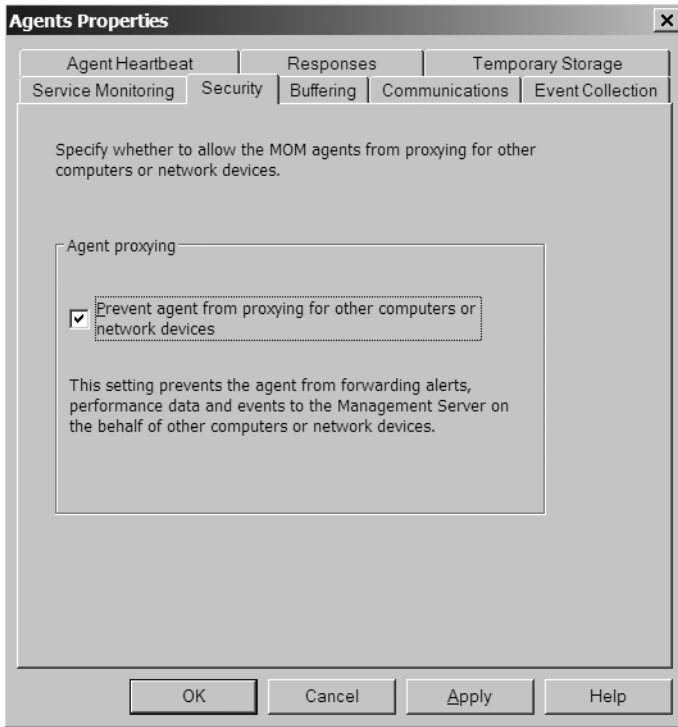 Agents Properties
Agent Heartbeat
Responses
Temporary Storage
Service Monitoring
Security
Buffering
Communications
Event Collection
Specify whether to allow the MOM agents from proxying for other
computers or network devices.
Agent proxying
Prevent agent from proxying for other computers or
network devices
This setting prevents the agent from forwarding alerts,
performance data and events to the Management Server on
the behalf of other computers or network devices.
OK
Cancel
Apply
Help